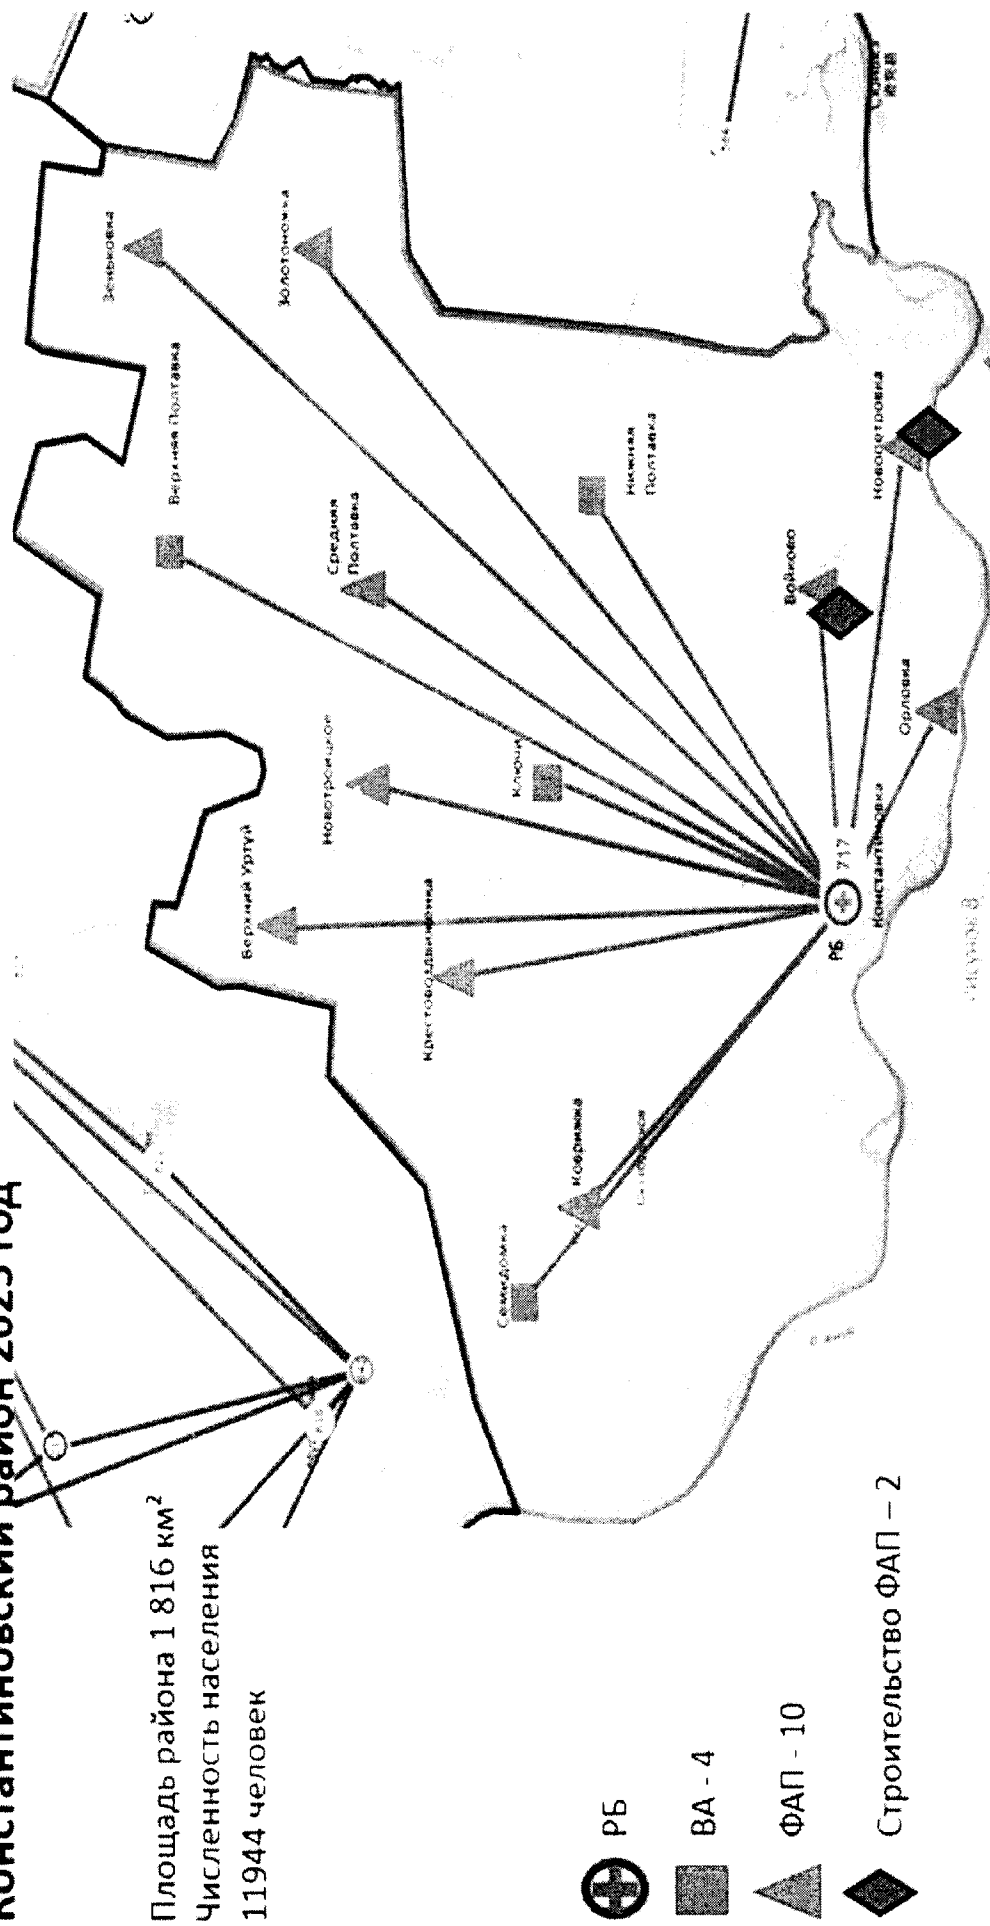 Константиновский район 2025 год
Площадь района 1 816 км²
Численность населения
11944 человек
РБ
ВА - 4
ФАП - 10
Строительство ФАП – 2
Зеньковка
Золотоножка
Верхняя Полтавка
Средняя
Полтавка
Нижняя
Полтавка
Новотроицкое
Ключи
Верхний Уртуй
Крестовоздвиженка
Коврижка
Семидомка
Войково
Новопетровка
Орловка
РБ
717
Константиновка